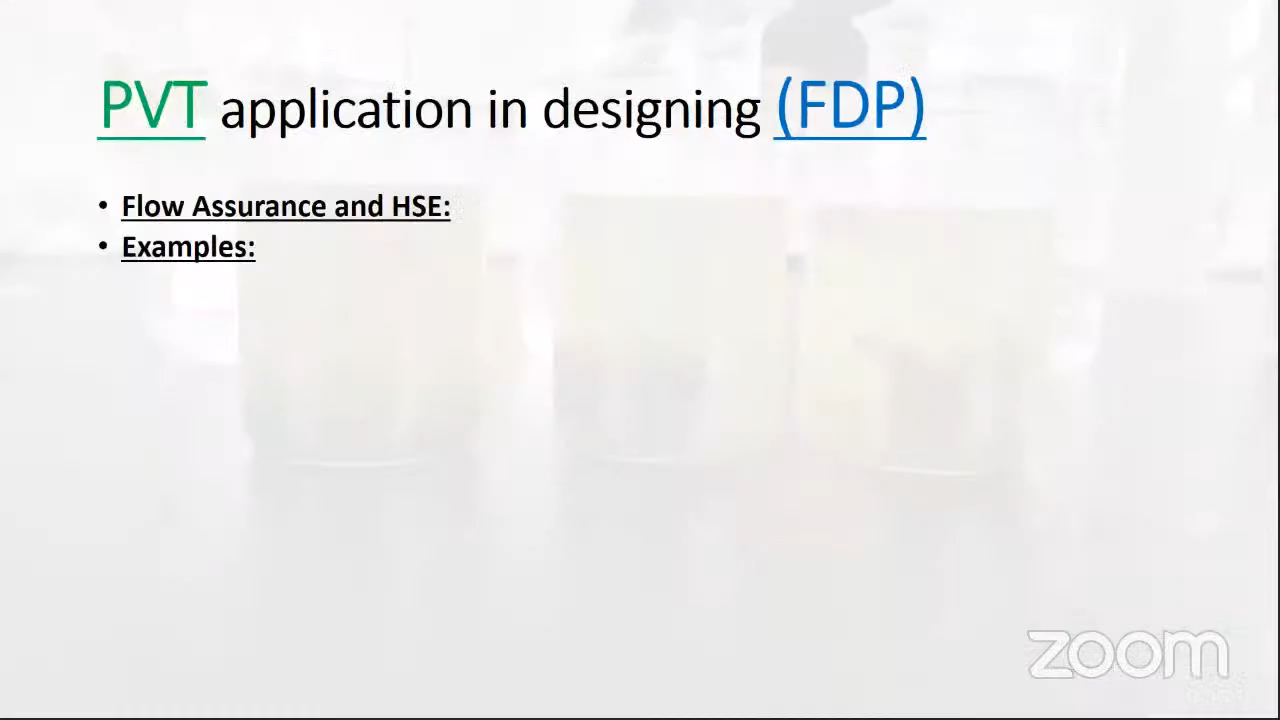 PVT application in designing (FDP)
• Flow Assurance and HSE:
• Examples:
zoom